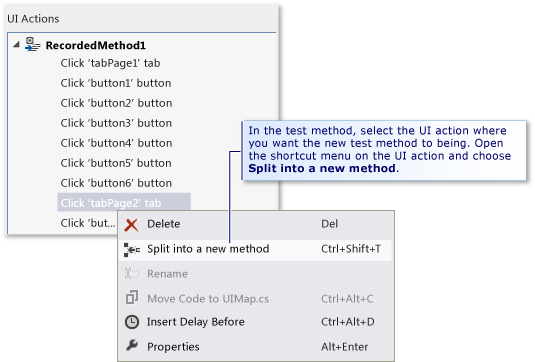 UI Actions
RecordedMethod1
Click 'tabPage1' tab
Click 'button1' button
Click 'button2' button
Click 'button3' button
Click 'button4' button
Click 'button5' button
Click 'button6' button
Click 'tabPage2' tab
Click 'but...
In the test method, select the UI action where
you want the new test method to being. Open
the shortcut menu on the UI action and choose
Split into a new method.
Delete Del
Split into a new method Ctrl+Shift+T
Rename
Move Code to UIMap.cs Ctrl+Alt+C
Insert Delay Before Ctrl+Alt+D
Properties Alt+Enter